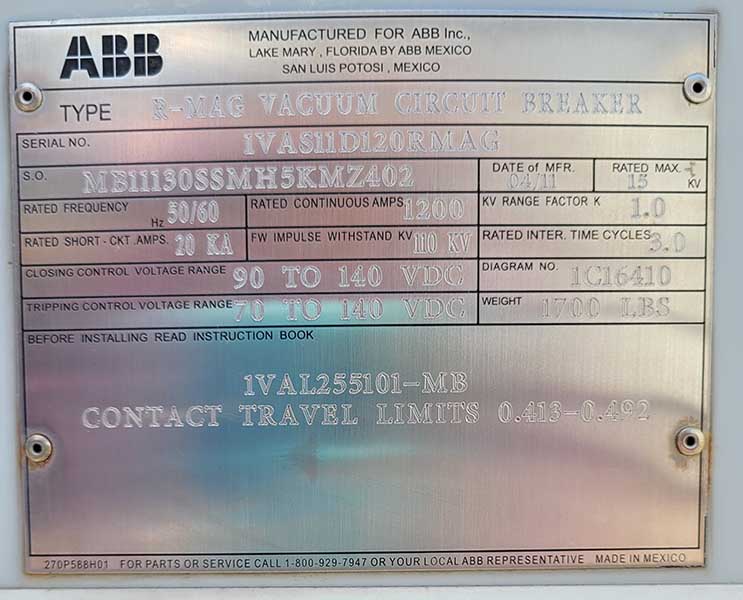 ABB
MANUFACTURED FOR ABB Inc.,
LAKE MARY , FLORIDA BY ABB MEXICO
SAN LUIS POTOSI , MEXICO
TYPE R-MAG VACUUM CIRCUIT BREAKER
SERIAL NO. 1VAS11D120RMAG
S.O. MB11130SSMH5KMZ402 DATE of MFR. 04/11 RATED MAX. 15 KV
RATED FREQUENCY Hz 50/60 RATED CONTINUOUS AMPS. 1200 KV RANGE FACTOR K 1.0
RATED SHORT - CKT .AMPS. 20 KA FW IMPULSE WITHSTAND KV 110 KV RATED INTER. TIME CYCLES 3.0
CLOSING CONTROL VOLTAGE RANGE 90 TO 140 VDC DIAGRAM NO. 1C16410
TRIPPING CONTROL VOLTAGE RANGE 70 TO 140 VDC WEIGHT 1700 LBS
BEFORE INSTALLING READ INSTRUCTION BOOK
1VAL255101-MB
CONTACT TRAVEL LIMITS 0.413-0.492
270P588H01 FOR PARTS OR SERVICE CALL 1-800-929-7947 OR YOUR LOCAL ABB REPRESENTATIVE MADE IN MEXICO